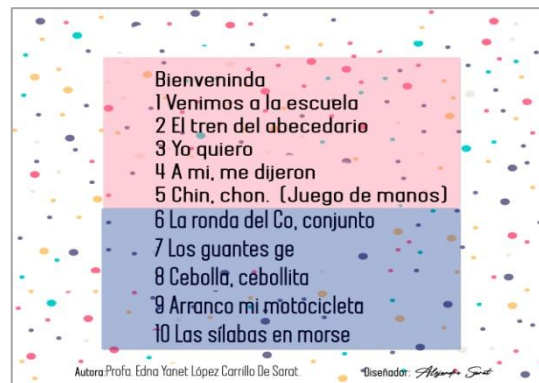 Bienveninda
1 Venimos a la escuela
2 El tren del abecedario
3 Yo quiero
4 A mi, me dijeron
5 Chin, chon. (Juego de manos)
6 La ronda del Co, conjunto
7 Los guantes ge
8 Cebolla, cebollita
9 Arranco mi motocicleta
10 Las sílabas en morse
Autora:Profa. Edna Yanet López Carrillo De Sarat. Diseñador: Alejandro Sarat